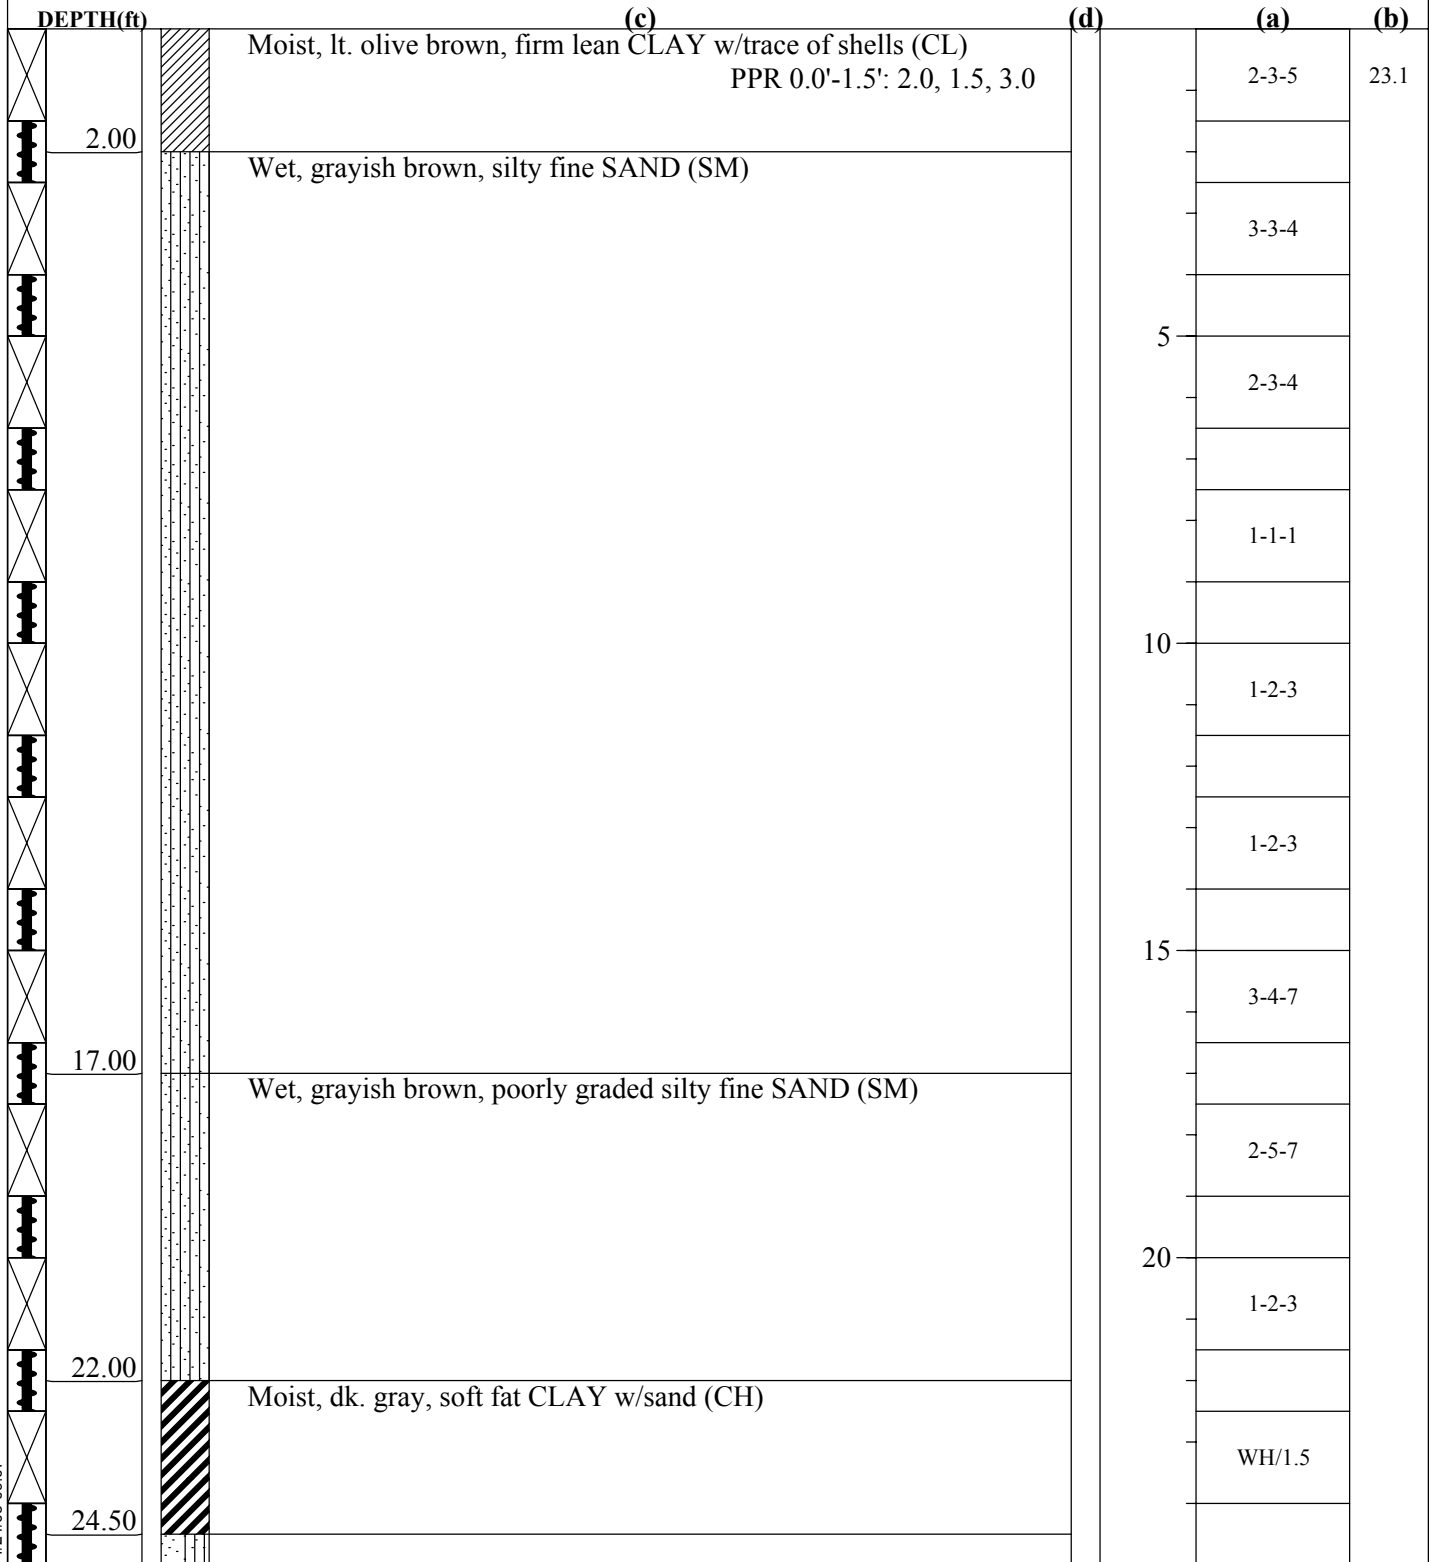 DEPTH(ft) (c) (d) (a) (b)
Moist, lt. olive brown, firm lean CLAY w/trace of shells (CL)
PPR 0.0'-1.5': 2.0, 1.5, 3.0 2-3-5 23.1
2.00
Wet, grayish brown, silty fine SAND (SM)
3-3-4
5
2-3-4
1-1-1
10
1-2-3
1-2-3
15
3-4-7
17.00
Wet, grayish brown, poorly graded silty fine SAND (SM)
2-5-7
20
1-2-3
22.00
Moist, dk. gray, soft fat CLAY w/sand (CH)
WH/1.5
24.50